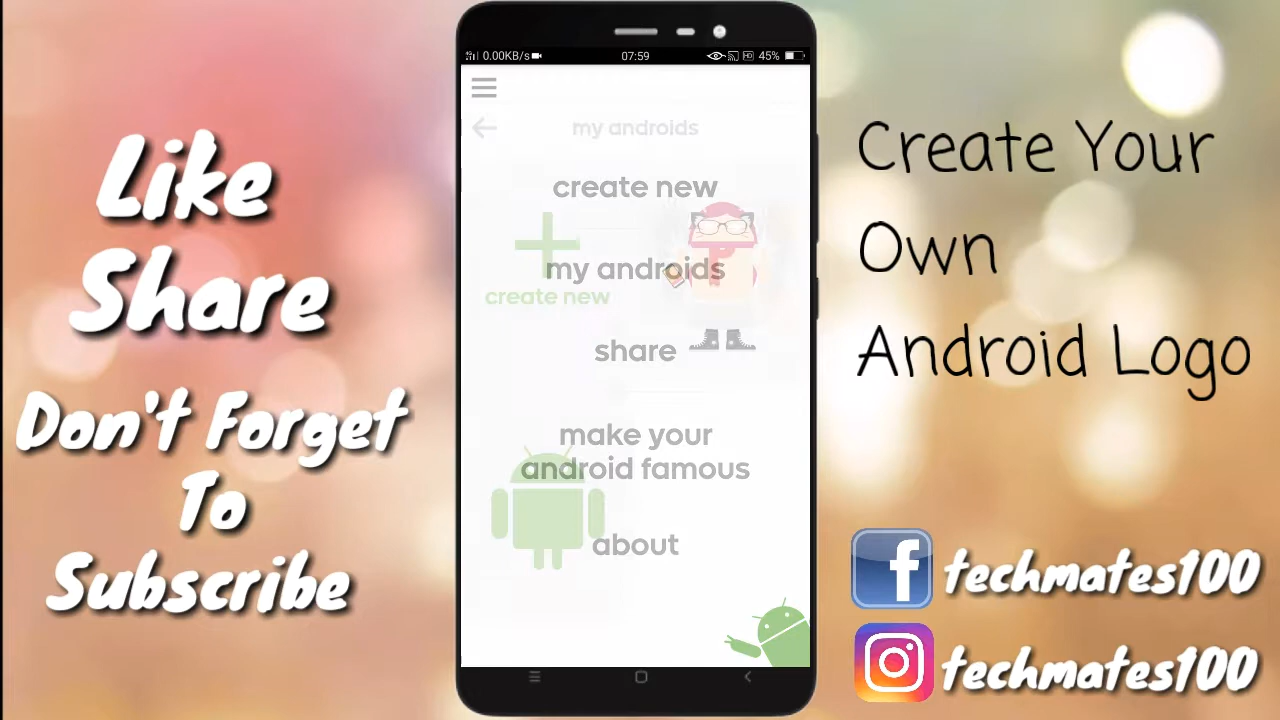 Like
Share
Don't Forget
To
Subscribe
0.00KB/s
07:59
HD
45%
my androids
create new
create new
my androids
share
make your
android famous
about
Create Your
Own
Android Logo
f
techmates100
techmates100